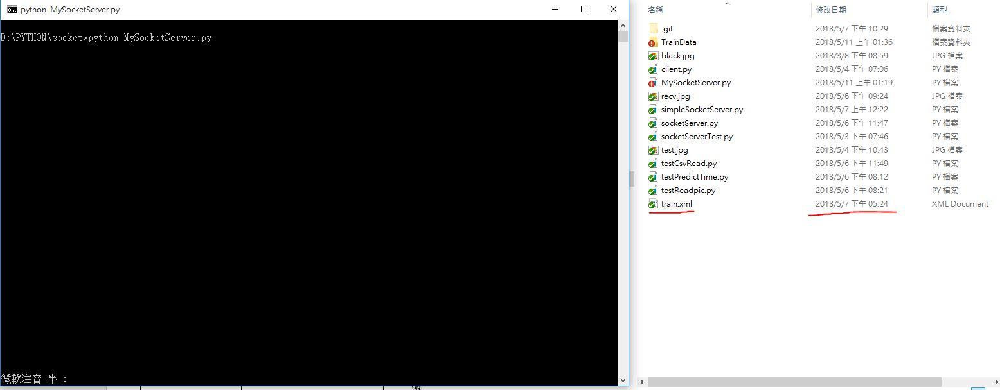 python MySocketServer.py
D:\PYTHON\socket>python MySocketServer.py
微軟注音 半 :
名稱 修改日期 類型
.git 2018/5/7 下午 10:29 檔案資料夾
TrainData 2018/5/11 上午 01:36 檔案資料夾
black.jpg 2018/3/8 下午 08:59 JPG 檔案
client.py 2018/5/4 下午 07:06 PY 檔案
MySocketServer.py 2018/5/11 上午 01:19 PY 檔案
recv.jpg 2018/5/6 下午 09:24 JPG 檔案
simpleSocketServer.py 2018/5/7 上午 12:22 PY 檔案
socketServer.py 2018/5/6 下午 11:47 PY 檔案
socketServerTest.py 2018/5/3 下午 07:46 PY 檔案
test.jpg 2018/5/4 下午 10:43 JPG 檔案
testCsvRead.py 2018/5/6 下午 11:49 PY 檔案
testPredictTime.py 2018/5/6 下午 08:12 PY 檔案
testReadpic.py 2018/5/6 下午 08:21 PY 檔案
train.xml 2018/5/7 下午 05:24 XML Document